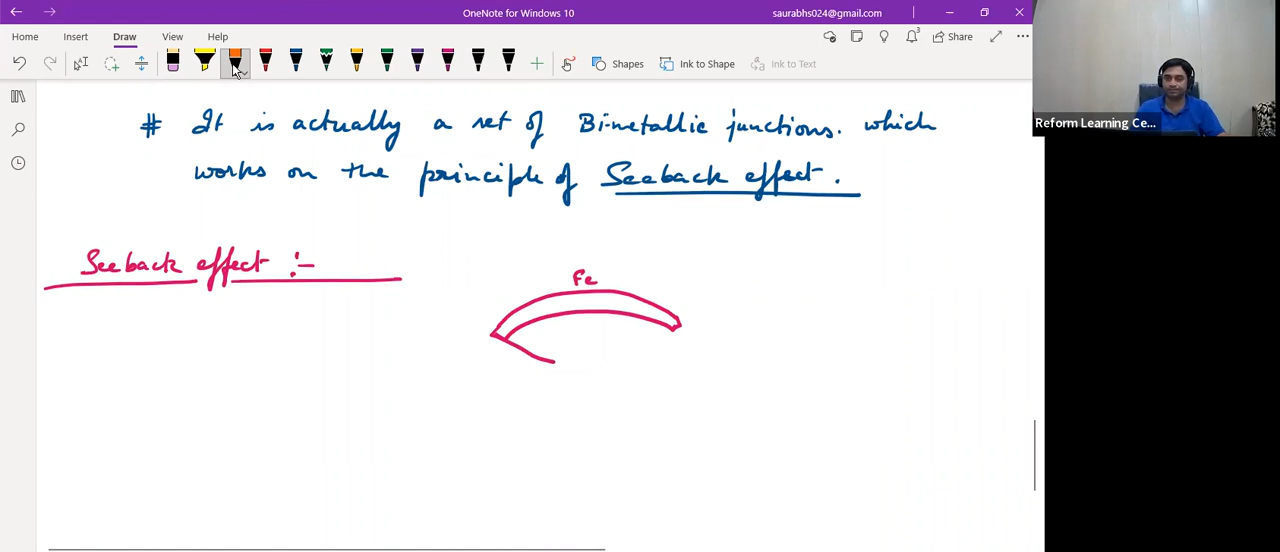 OneNote for Windows 10
saurabhs024@gmail.com
Home Insert Draw View Help
3
Share
Shapes
Ink to Shape
Ink to Text
Reform Learning Ce...
# It is actually a set of Bi-metallic junctions. which
works on the principle of Seeback effect.
Seeback effect :-
Fe